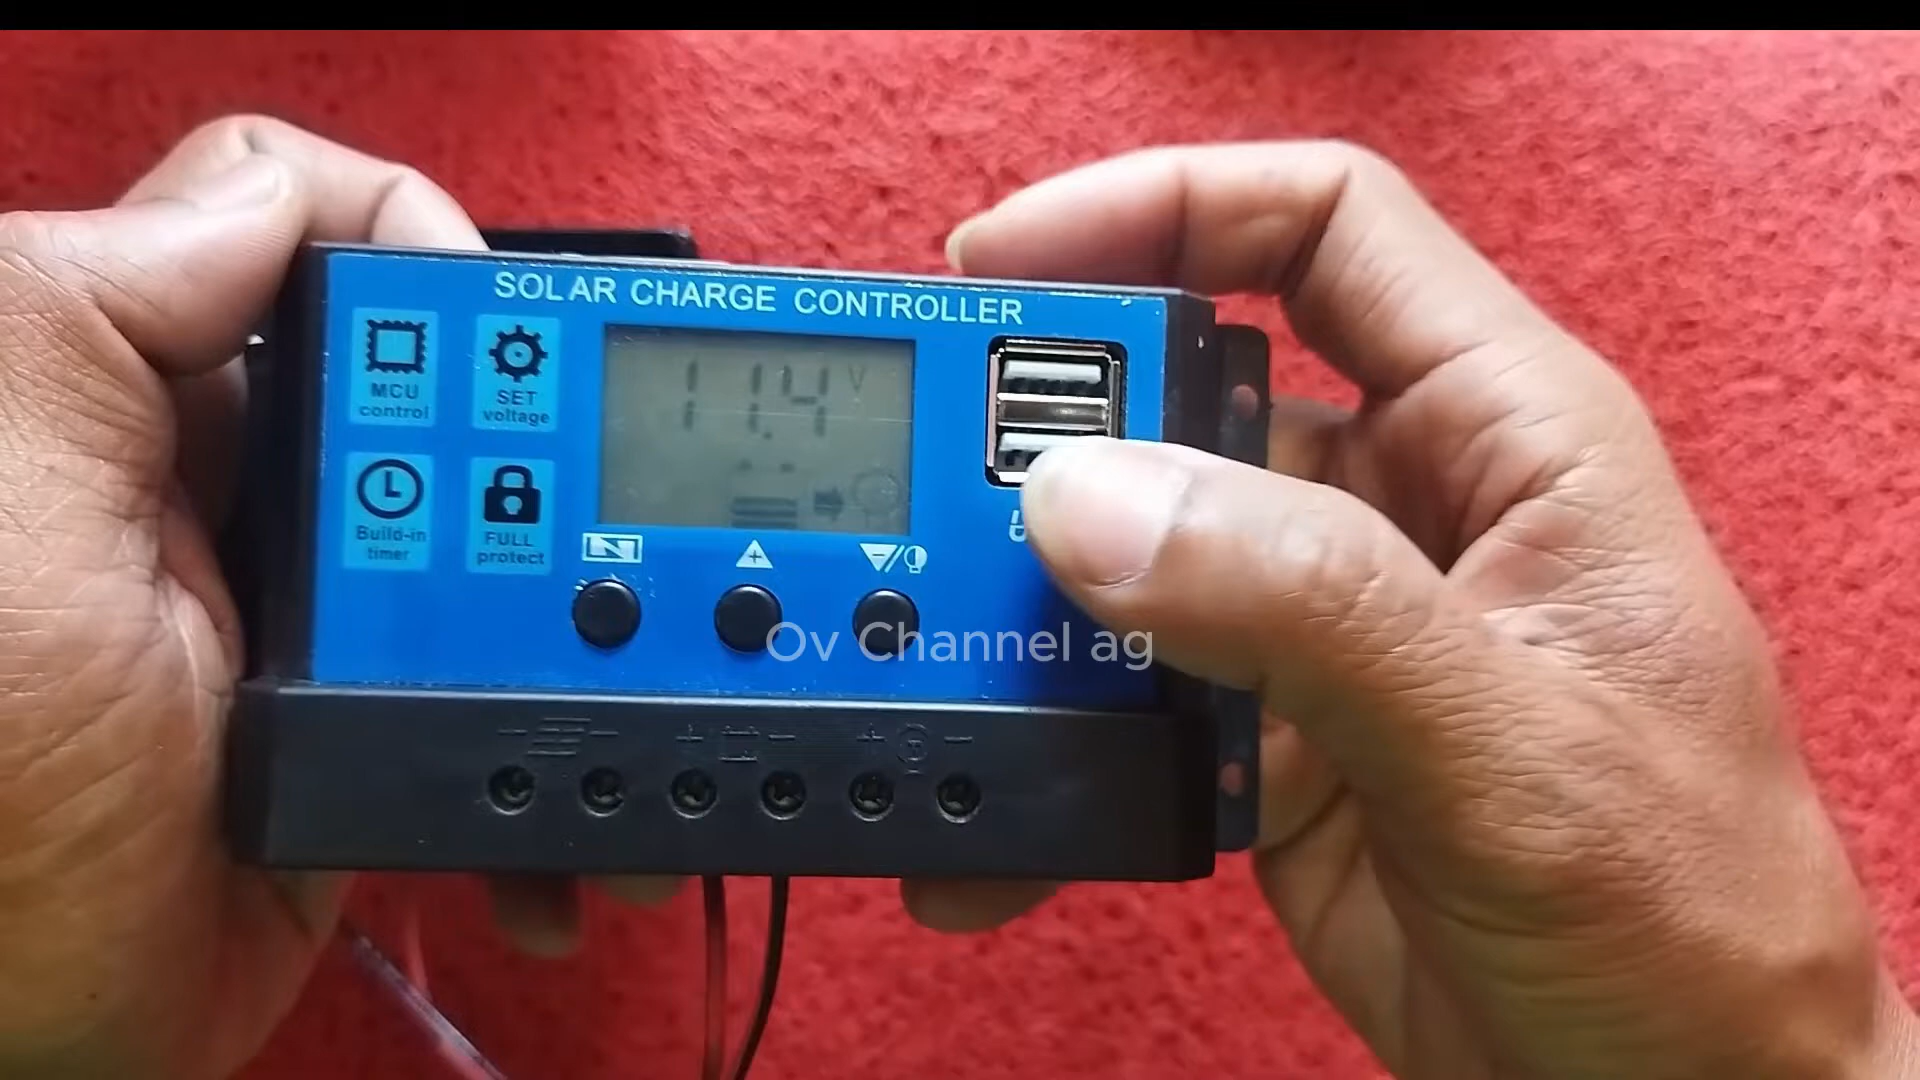 SOLAR CHARGE CONTROLLER
MCU
control
SET
voltage
11.4 V
Build-in
timer
FULL
protect
Ov Channel ag